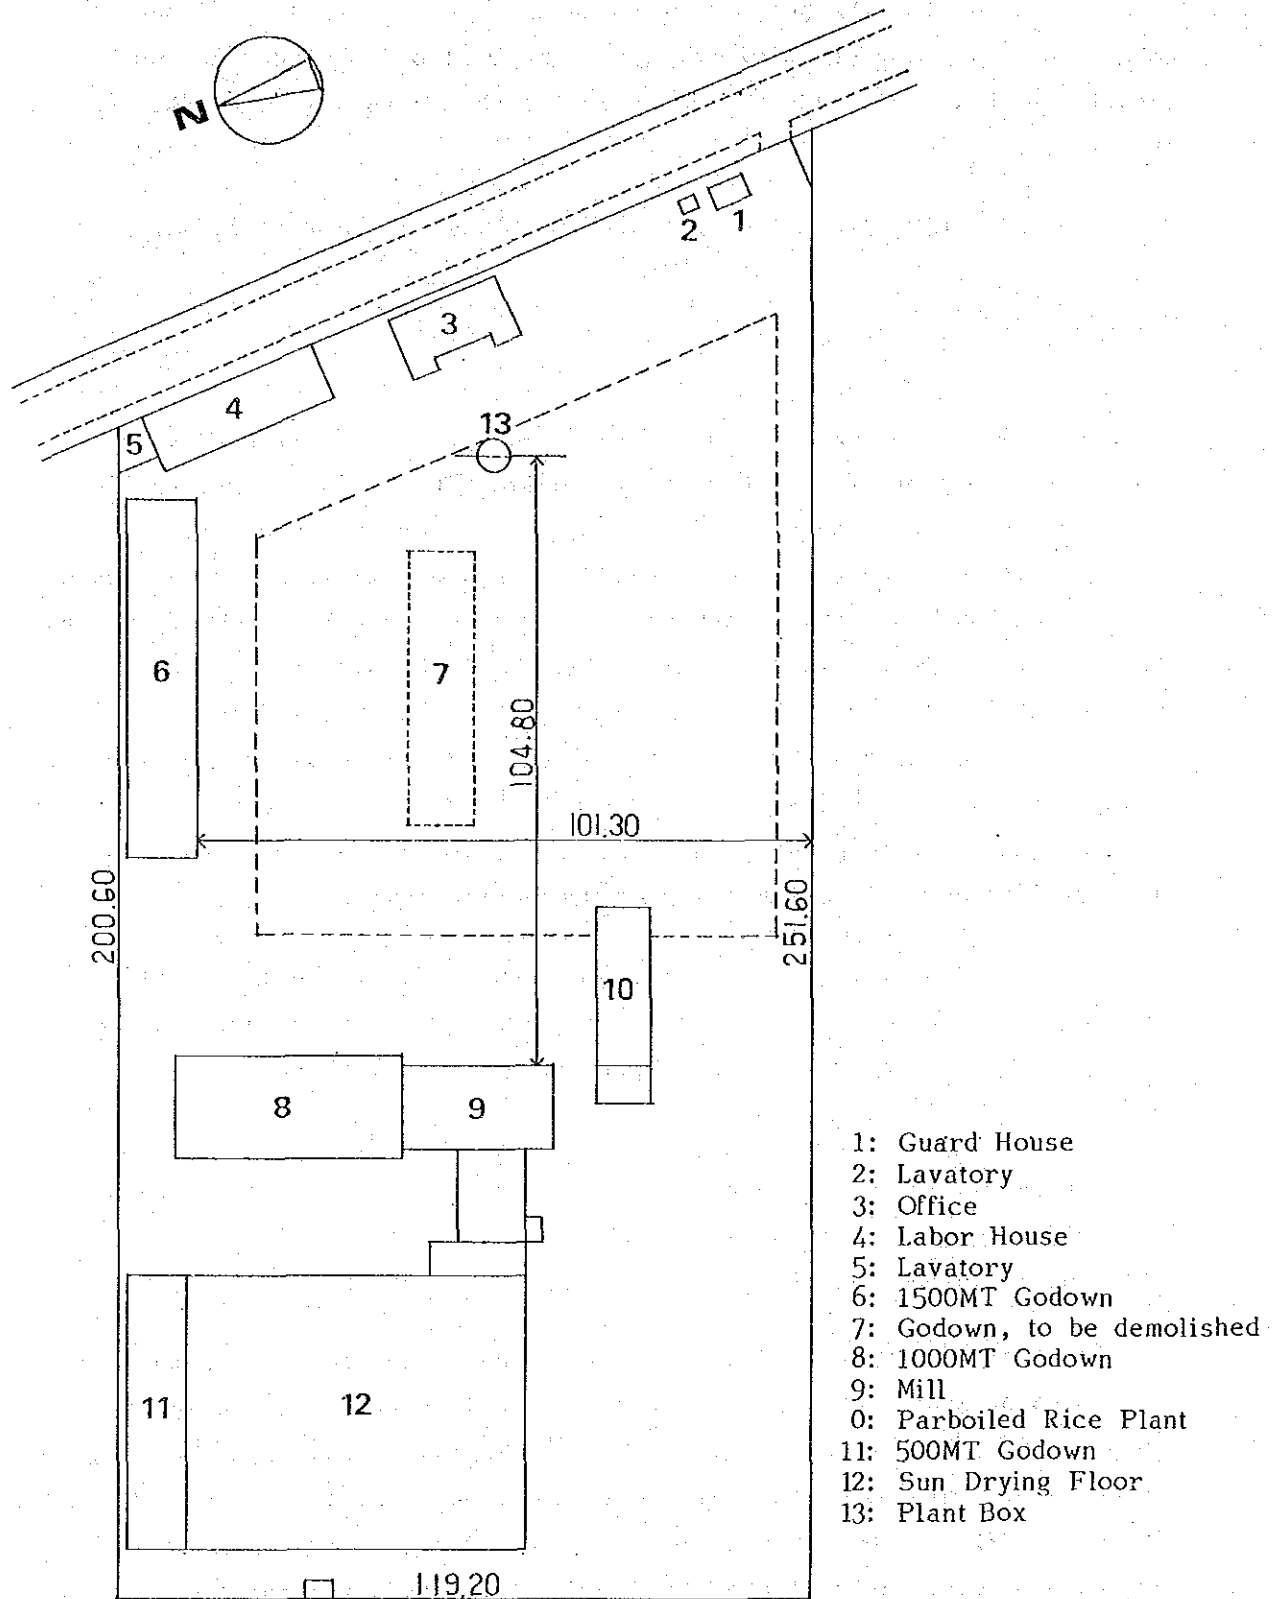 N
1
2
3
4
5
13
6
7
104.80
101.30
200.60
251.60
10
8
9
11
12
119.20
1: Guard House
2: Lavatory
3: Office
4: Labor House
5: Lavatory
6: 1500MT Godown
7: Godown, to be demolished
8: 1000MT Godown
9: Mill
0: Parboiled Rice Plant
11: 500MT Godown
12: Sun Drying Floor
13: Plant Box